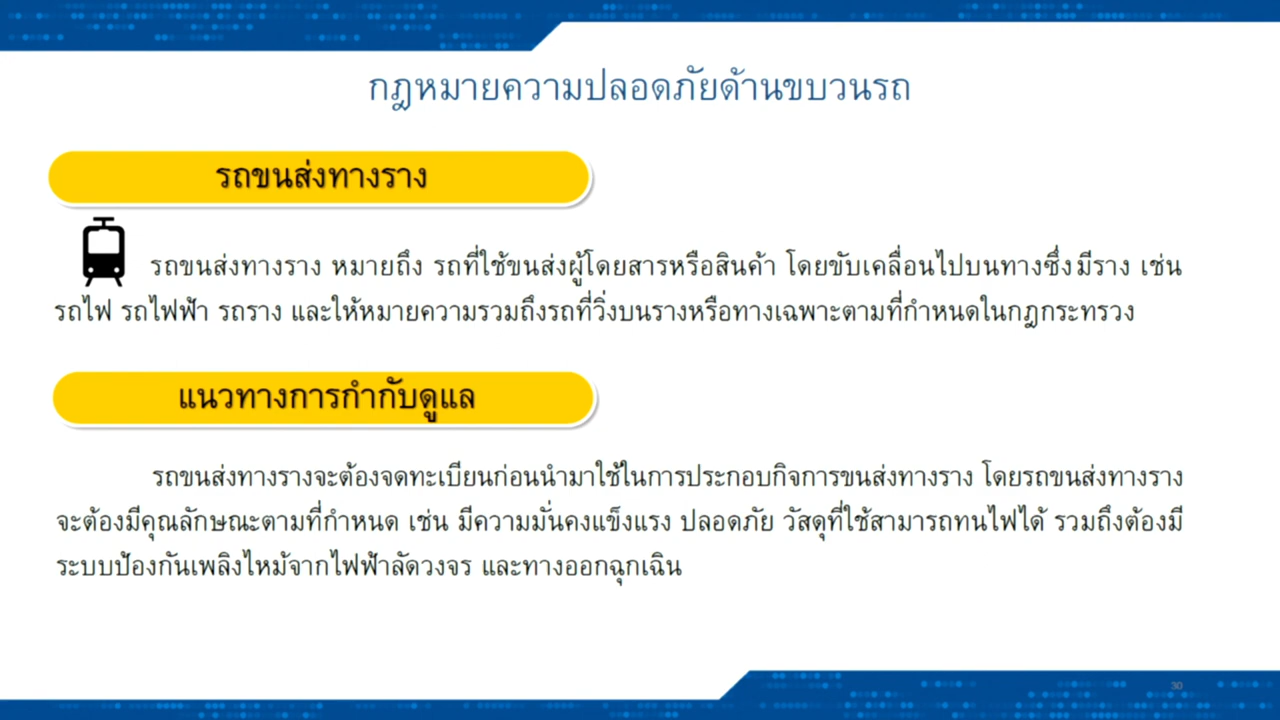 กฎหมายความปลอดภัยด้านขบวนรถ
รถขนส่งทางราง
รถขนส่งทางราง หมายถึง รถที่ใช้ขนส่งผู้โดยสารหรือสินค้า โดยขับเคลื่อนไปบนทางซึ่งมีราง เช่น
รถไฟ รถไฟฟ้า รถราง และให้หมายความรวมถึงรถที่วิ่งบนรางหรือทางเฉพาะตามที่กำหนดในกฎกระทรวง
แนวทางการกำกับดูแล
รถขนส่งทางรางจะต้องจดทะเบียนก่อนนำมาใช้ในการประกอบกิจการขนส่งทางราง โดยรถขนส่งทางราง
จะต้องมีคุณลักษณะตามที่กำหนด เช่น มีความมั่นคงแข็งแรง ปลอดภัย วัสดุที่ใช้สามารถทนไฟได้ รวมถึงต้องมี
ระบบป้องกันเพลิงไหม้จากไฟฟ้าลัดวงจร และทางออกฉุกเฉิน
30